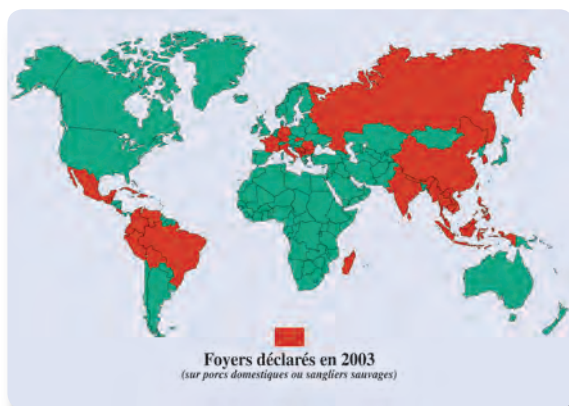 Foyers déclarés en 2003
(sur porcs domestiques ou sangliers sauvages)